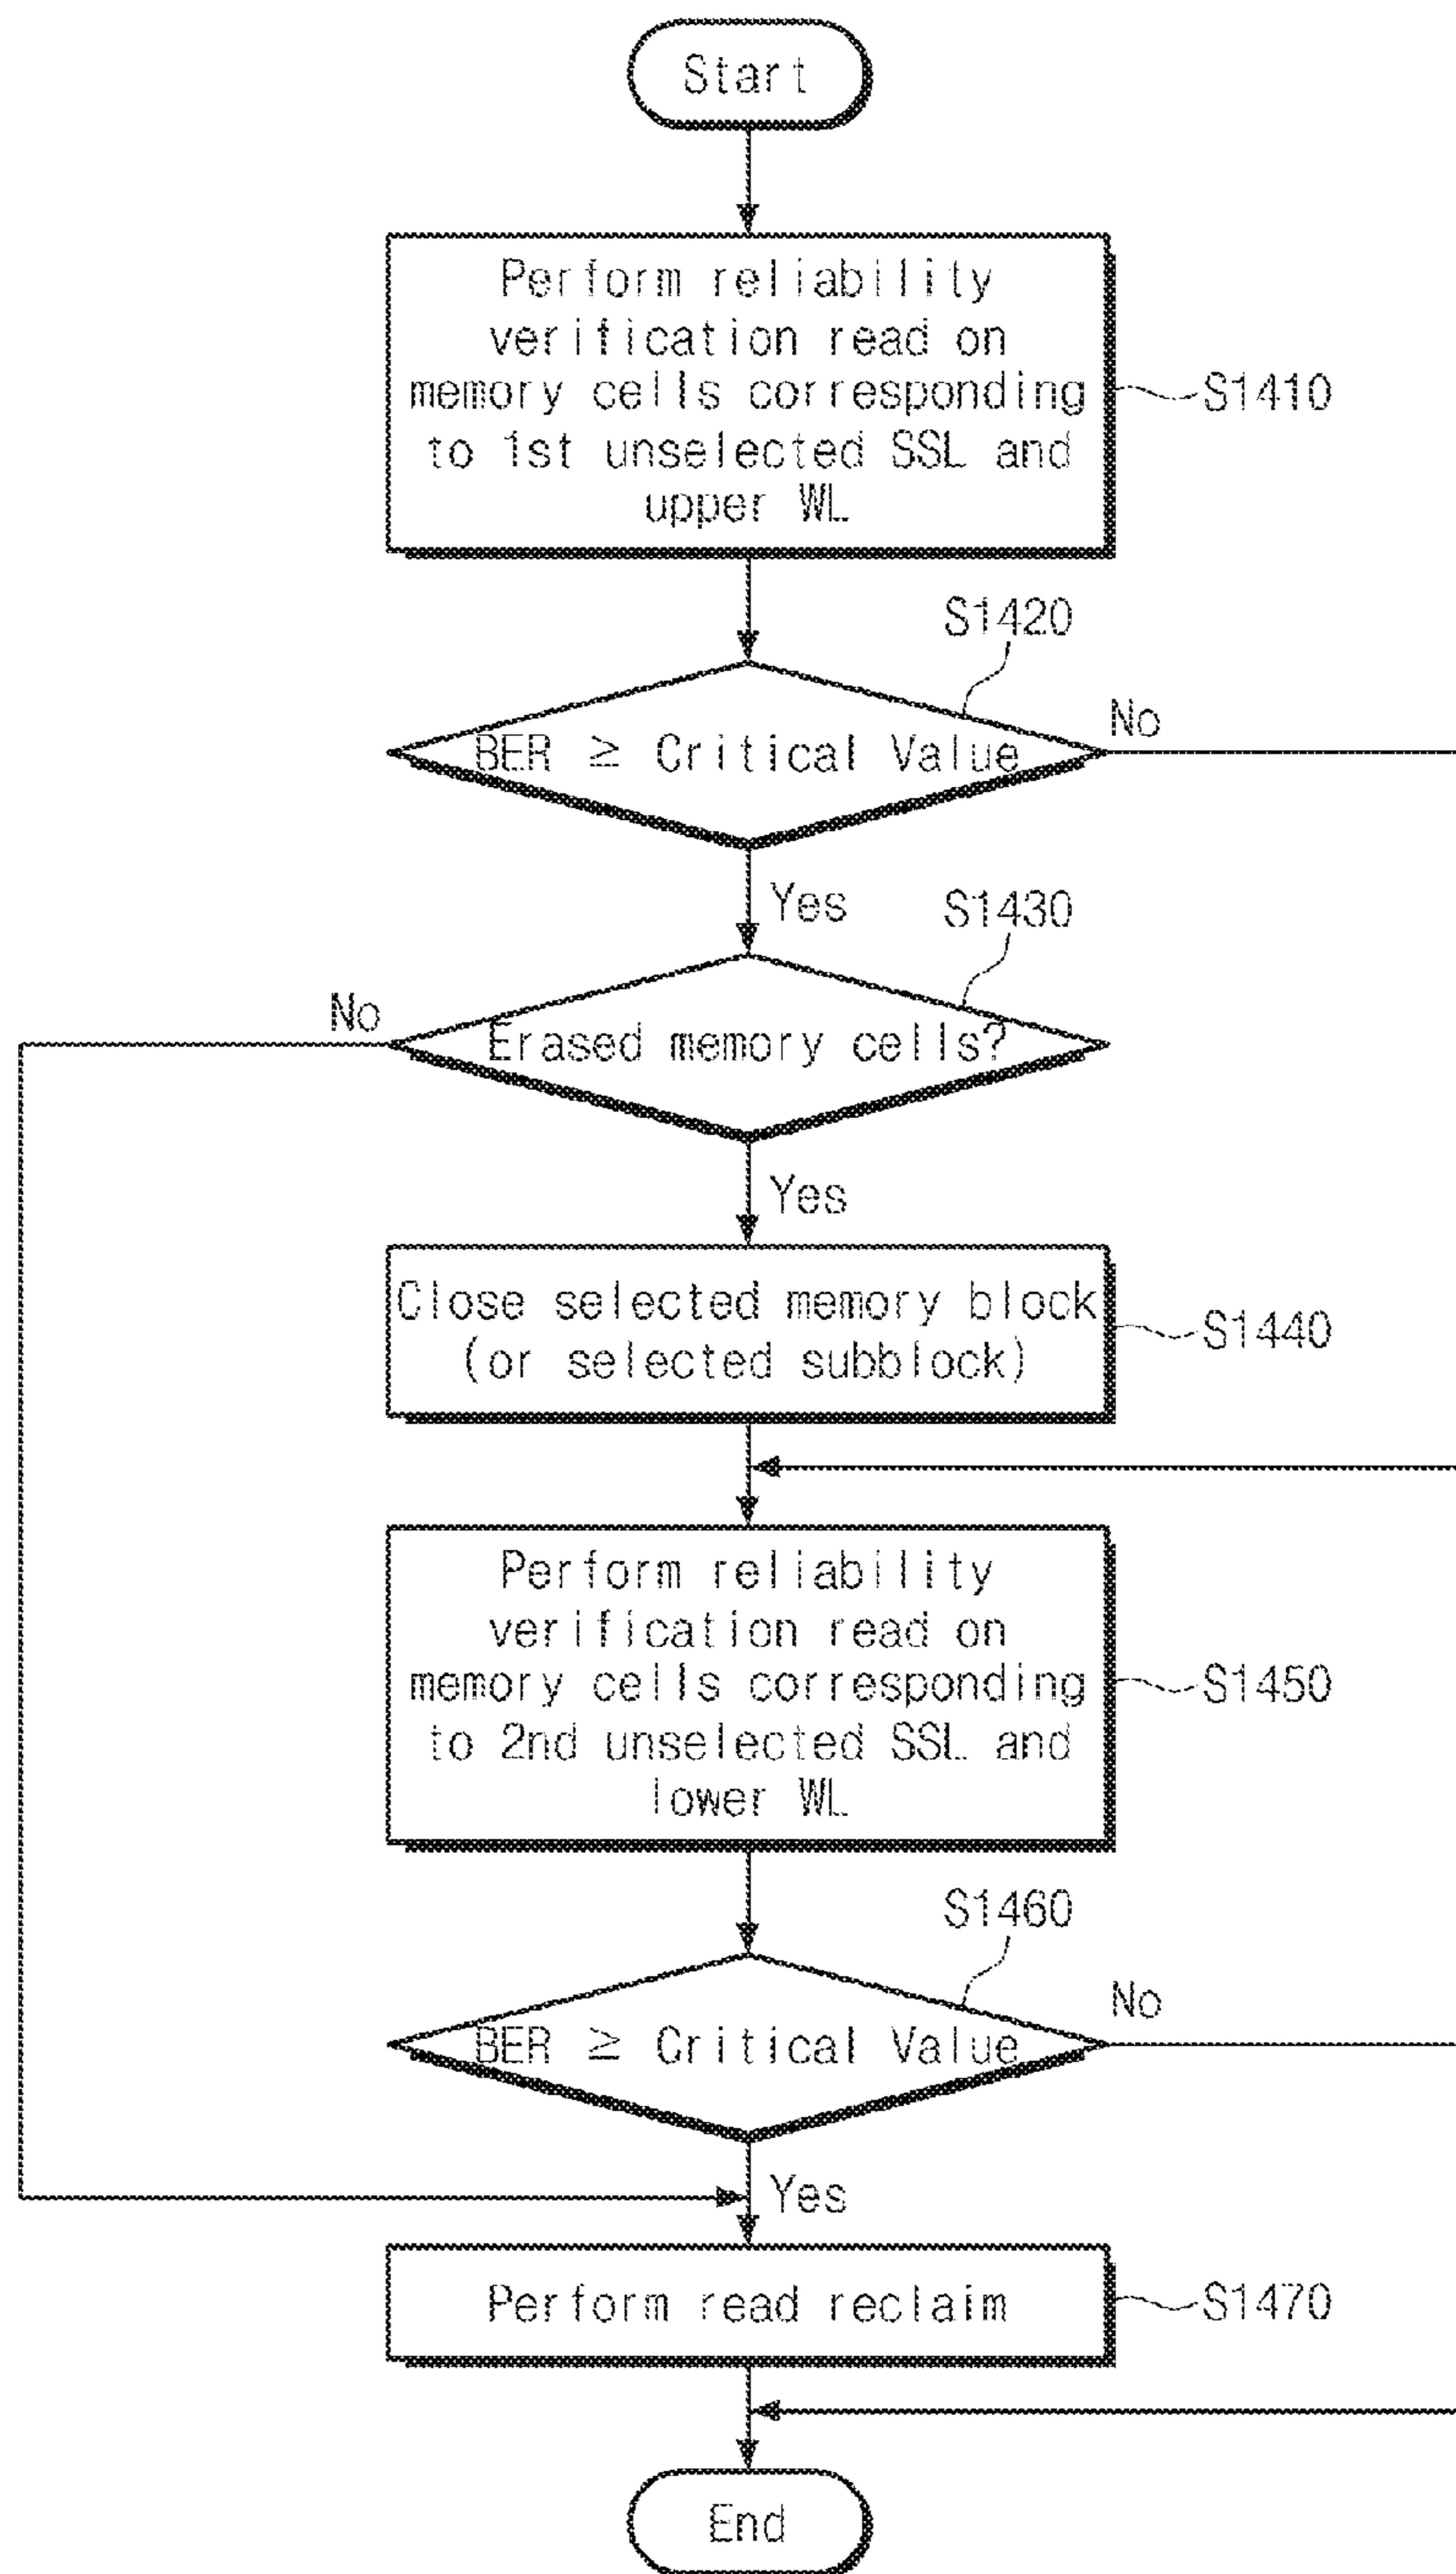 Start
Perform reliability
verification read on
memory cells corresponding
to 1st unselected SSL and
upper WL
S1410
S1420
BER ≥ Critical Value
No
Yes
S1430
No
Erased memory cells?
Yes
Close selected memory block
(or selected subblock)
S1440
Perform reliability
verification read on
memory cells corresponding
to 2nd unselected SSL and
lower WL
S1450
S1460
BER ≥ Critical Value
No
Yes
Perform read reclaim
S1470
End